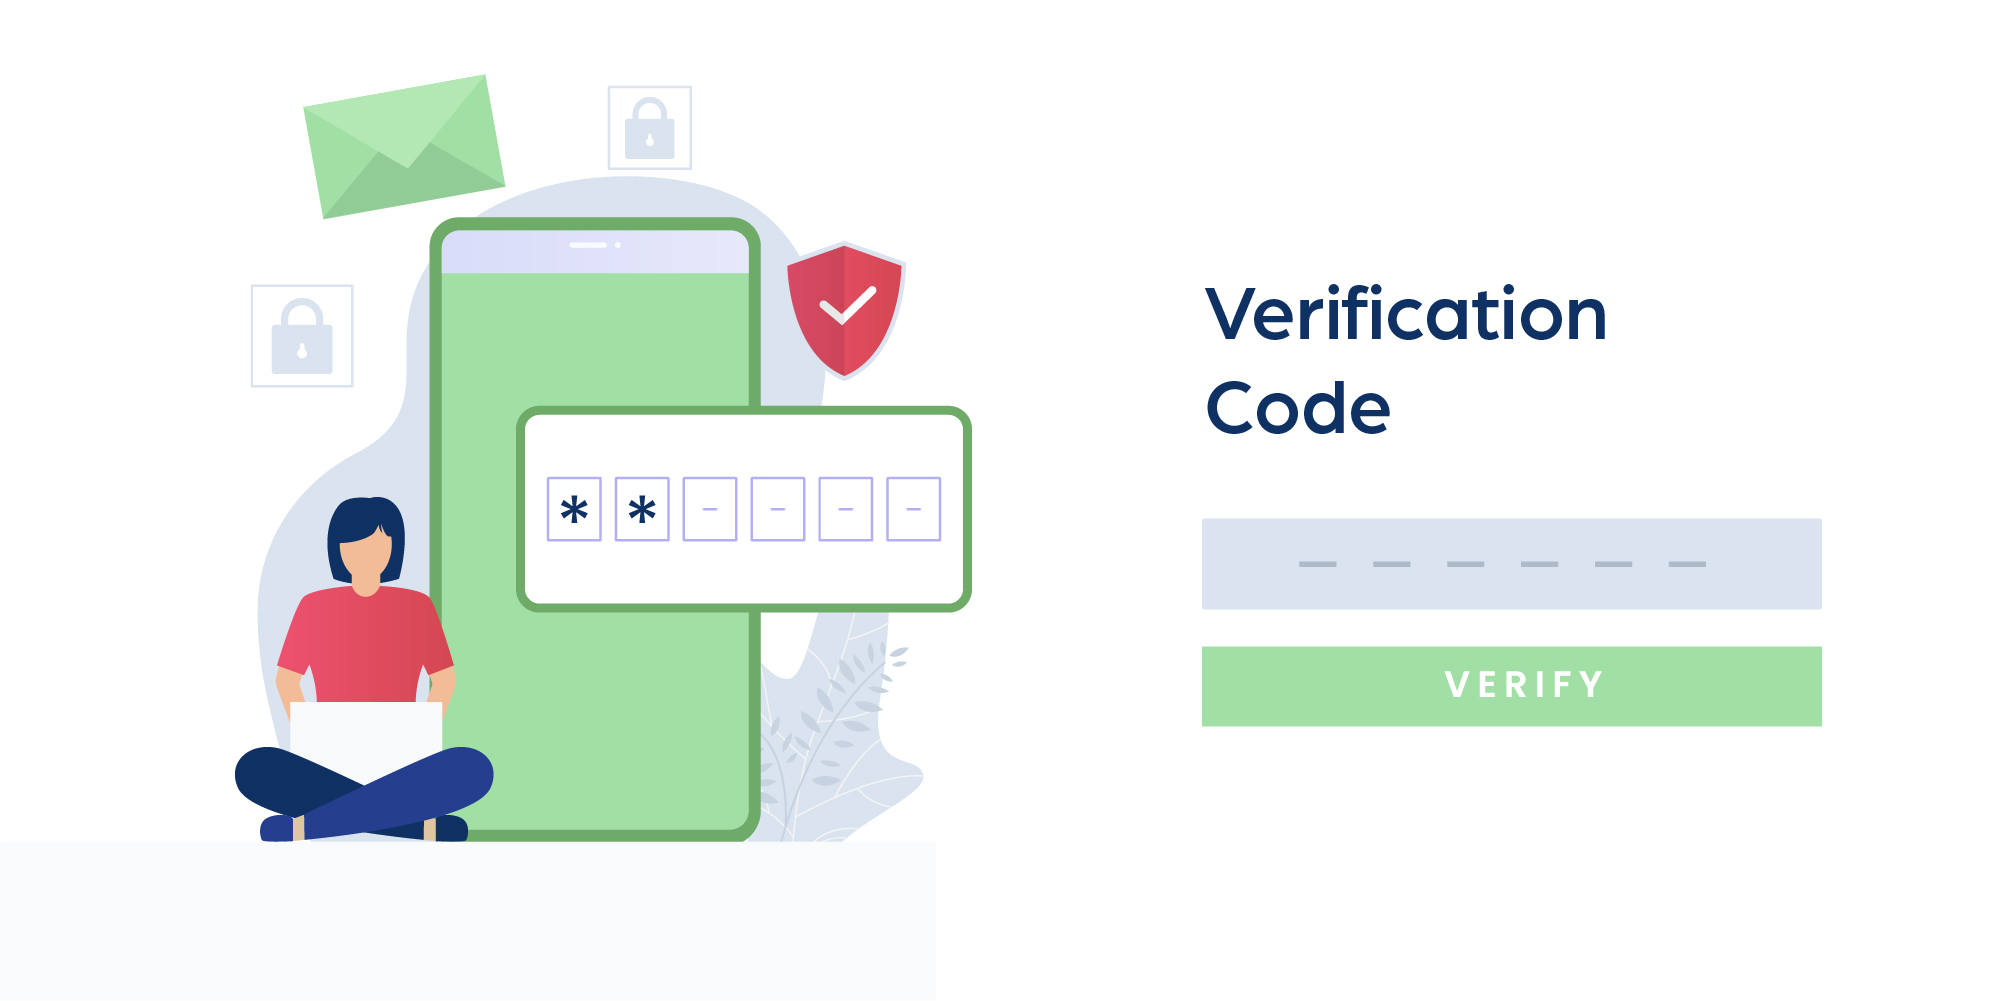 * * - - - -
Verification
Code
_ _ _ _ _ _
VERIFY